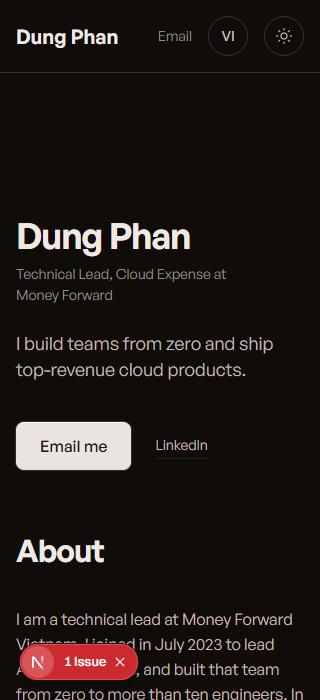 Dung Phan
Email
VI
Dung Phan
Technical Lead, Cloud Expense at
Money Forward
I build teams from zero and ship
top-revenue cloud products.
Email me
LinkedIn
About
I am a technical lead at Money Forward
Vietnam. I joined in July 2023 to lead
, and built that team
from zero to more than ten engineers. In
N
1 Issue